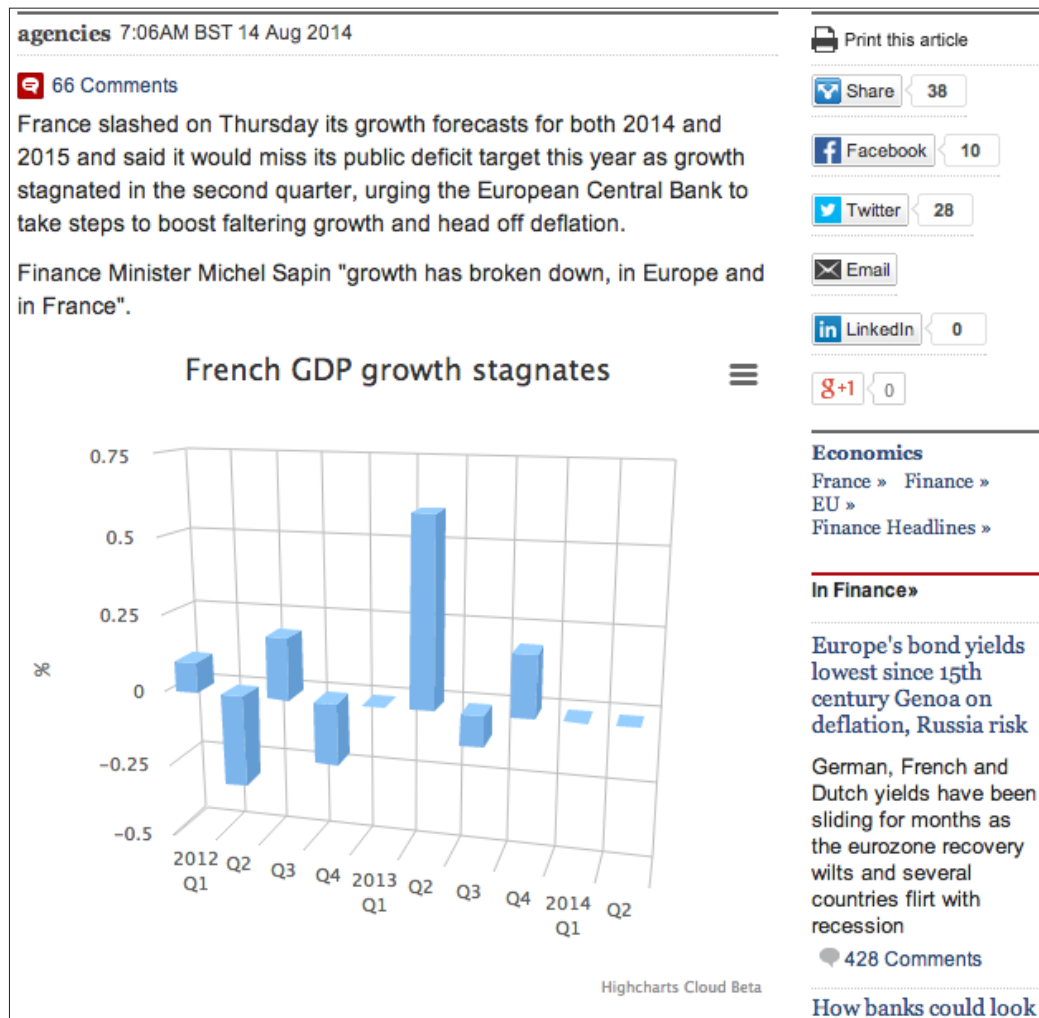 agencies 7:06AM BST 14 Aug 2014
66 Comments
France slashed on Thursday its growth forecasts for both 2014 and
2015 and said it would miss its public deficit target this year as growth
stagnated in the second quarter, urging the European Central Bank to
take steps to boost faltering growth and head off deflation.
Finance Minister Michel Sapin "growth has broken down, in Europe and
in France".
French GDP growth stagnates
0.75
0.5
0.25
0
−0.25
−0.5
%
2012 Q2 Q3 Q4 2013 Q2 Q3 Q4 2014 Q2
Q1 Q1 Q1
Highcharts Cloud Beta
Print this article
Share 38
f Facebook 10
Twitter 28
Email
in LinkedIn 0
g+1 0
Economics
France » Finance »
EU »
Finance Headlines »
In Finance»
Europe's bond yields
lowest since 15th
century Genoa on
deflation, Russia risk
German, French and
Dutch yields have been
sliding for months as
the eurozone recovery
wilts and several
countries flirt with
recession
428 Comments
How banks could look